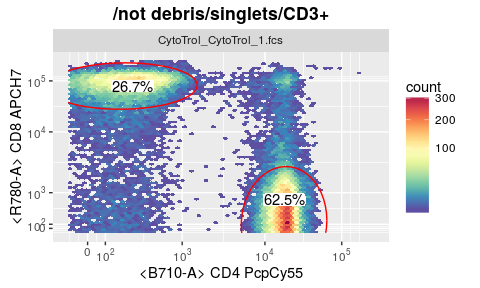 /not debris/singlets/CD3+
CytoTrol_CytoTrol_1.fcs
<R780-A> CD8 APCH7
10⁵
10⁴
10³
10²
0
26.7%
62.5%
0 10² 10³ 10⁴ 10⁵
<B710-A> CD4 PcpCy55
count
300
200
100